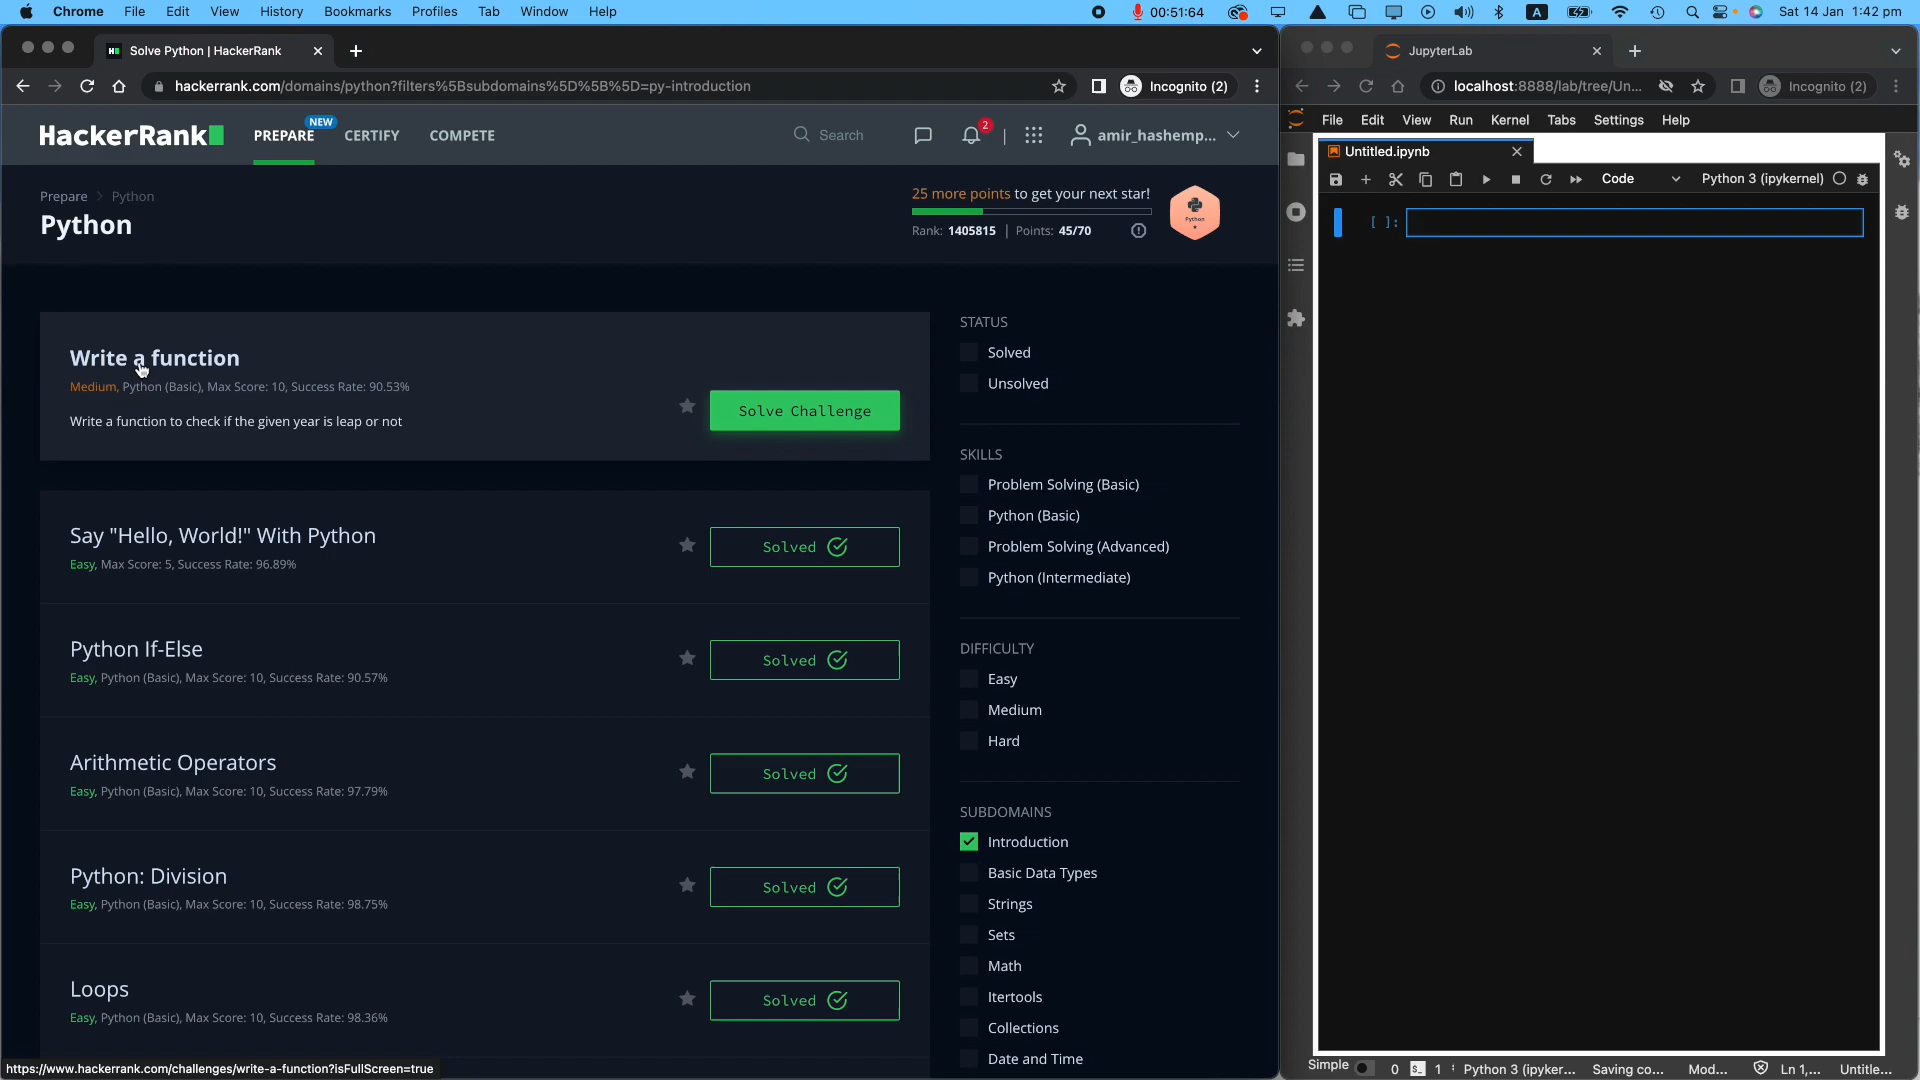 Chrome File Edit View History Bookmarks Profiles Tab Window Help
00:51:64
A
Sat 14 Jan 1:42 pm
Solve Python | HackerRank
hackerrank.com/domains/python?filters%5Bsubdomains%5D%5B%5D=py-introduction
Incognito (2)
HackerRank
PREPARE NEW CERTIFY COMPETE
Search
2
amir_hashemp...
Prepare > Python
Python
25 more points to get your next star!
Rank: 1405815 | Points: 45/70
Python
Write a function
Medium, Python (Basic), Max Score: 10, Success Rate: 90.53%
Write a function to check if the given year is leap or not
Solve Challenge
Say "Hello, World!" With Python
Easy, Max Score: 5, Success Rate: 96.89%
Solved
Python If-Else
Easy, Python (Basic), Max Score: 10, Success Rate: 90.57%
Solved
Arithmetic Operators
Easy, Python (Basic), Max Score: 10, Success Rate: 97.79%
Solved
Python: Division
Easy, Python (Basic), Max Score: 10, Success Rate: 98.75%
Solved
Loops
Easy, Python (Basic), Max Score: 10, Success Rate: 98.36%
Solved
STATUS
Solved
Unsolved
SKILLS
Problem Solving (Basic)
Python (Basic)
Problem Solving (Advanced)
Python (Intermediate)
DIFFICULTY
Easy
Medium
Hard
SUBDOMAINS
Introduction
Basic Data Types
Strings
Sets
Math
Itertools
Collections
Date and Time
https://www.hackerrank.com/challenges/write-a-function?isFullScreen=true
JupyterLab
localhost:8888/lab/tree/Un...
Incognito (2)
File Edit View Run Kernel Tabs Settings Help
Untitled.ipynb
Code
Python 3 (ipykernel)
[ ]:
Simple 0 1 Python 3 (ipyker... Saving co... Mod... Ln 1,... Untitle...